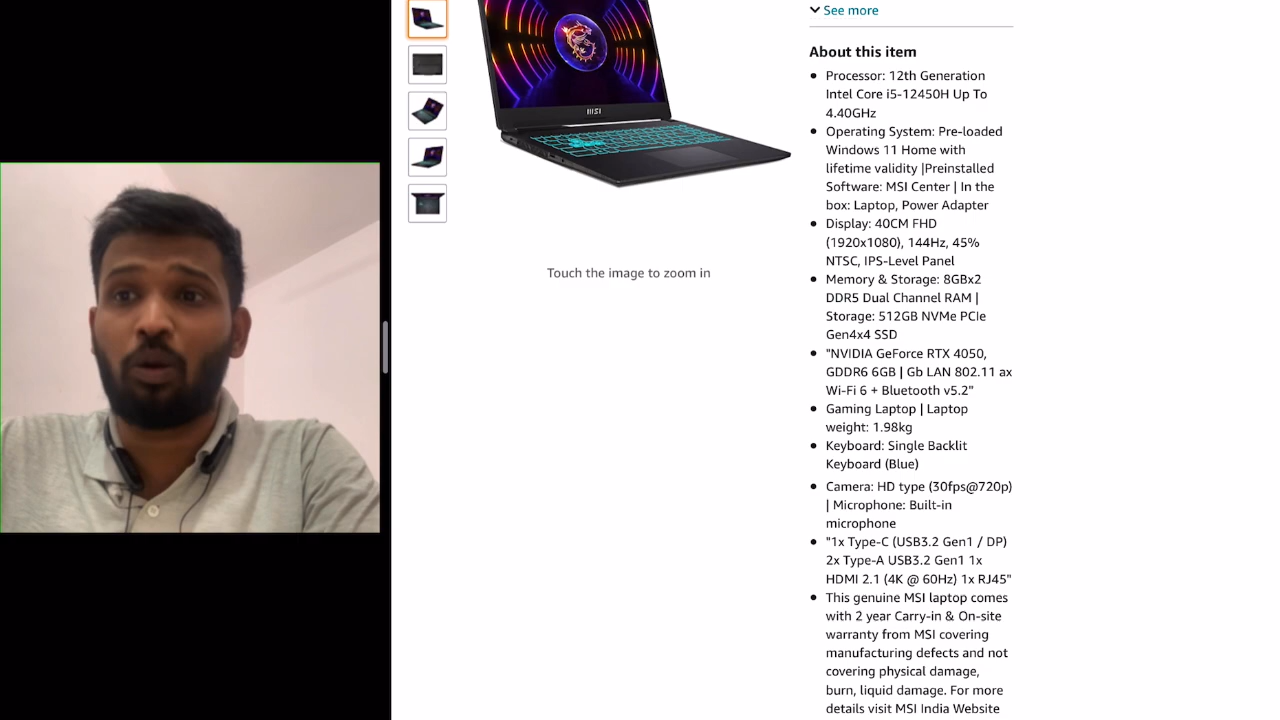 See more
About this item
Processor: 12th Generation
Intel Core i5-12450H Up To
4.40GHz
Operating System: Pre-loaded
Windows 11 Home with
lifetime validity |Preinstalled
Software: MSI Center | In the
box: Laptop, Power Adapter
Display: 40CM FHD
(1920x1080), 144Hz, 45%
NTSC, IPS-Level Panel
Memory & Storage: 8GBx2
DDR5 Dual Channel RAM |
Storage: 512GB NVMe PCIe
Gen4x4 SSD
"NVIDIA GeForce RTX 4050,
GDDR6 6GB | Gb LAN 802.11 ax
Wi-Fi 6 + Bluetooth v5.2"
Gaming Laptop | Laptop
weight: 1.98kg
Keyboard: Single Backlit
Keyboard (Blue)
Camera: HD type (30fps@720p)
| Microphone: Built-in
microphone
"1x Type-C (USB3.2 Gen1 / DP)
2x Type-A USB3.2 Gen1 1x
HDMI 2.1 (4K @ 60Hz) 1x RJ45"
This genuine MSI laptop comes
with 2 year Carry-in & On-site
warranty from MSI covering
manufacturing defects and not
covering physical damage,
burn, liquid damage. For more
details visit MSI India Website
msi
Touch the image to zoom in